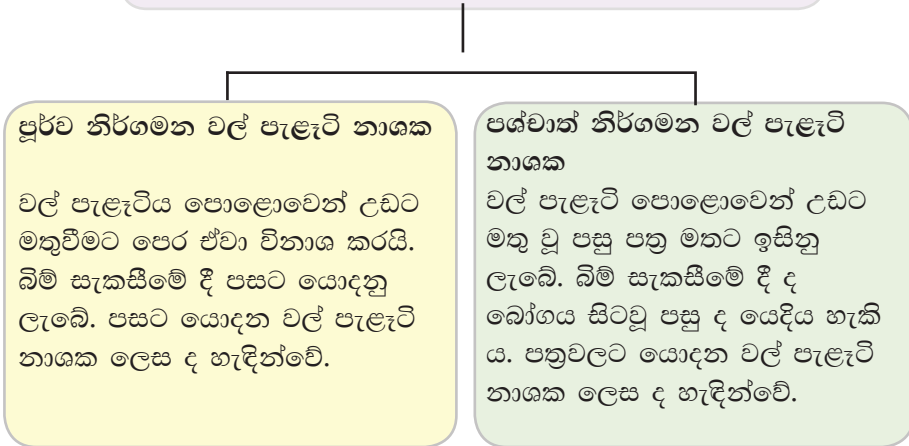 පූර්ව නිර්ගමන වල් පැළෑටි නාශක
වල් පැළෑටිය පොළොවෙන් උඩට
මතුවීමට පෙර ඒවා විනාශ කරයි.
බිම් සැකසීමේ දී පසට යොදනු
ලැබේ. පසට යොදන වල් පැළෑටි
නාශක ලෙස ද හැඳින්වේ.
පශ්චාත් නිර්ගමන වල් පැළෑටි
නාශක
වල් පැළෑටි පොළොවෙන් උඩට
මතු වූ පසු පත්‍ර මතට ඉසිනු
ලැබේ. බිම් සැකසීමේ දී ද
බෝගය සිටවූ පසු ද යෙදිය හැකි
ය. පත්‍රවලට යොදන වල් පැළෑටි
නාශක ලෙස ද හැඳින්වේ.